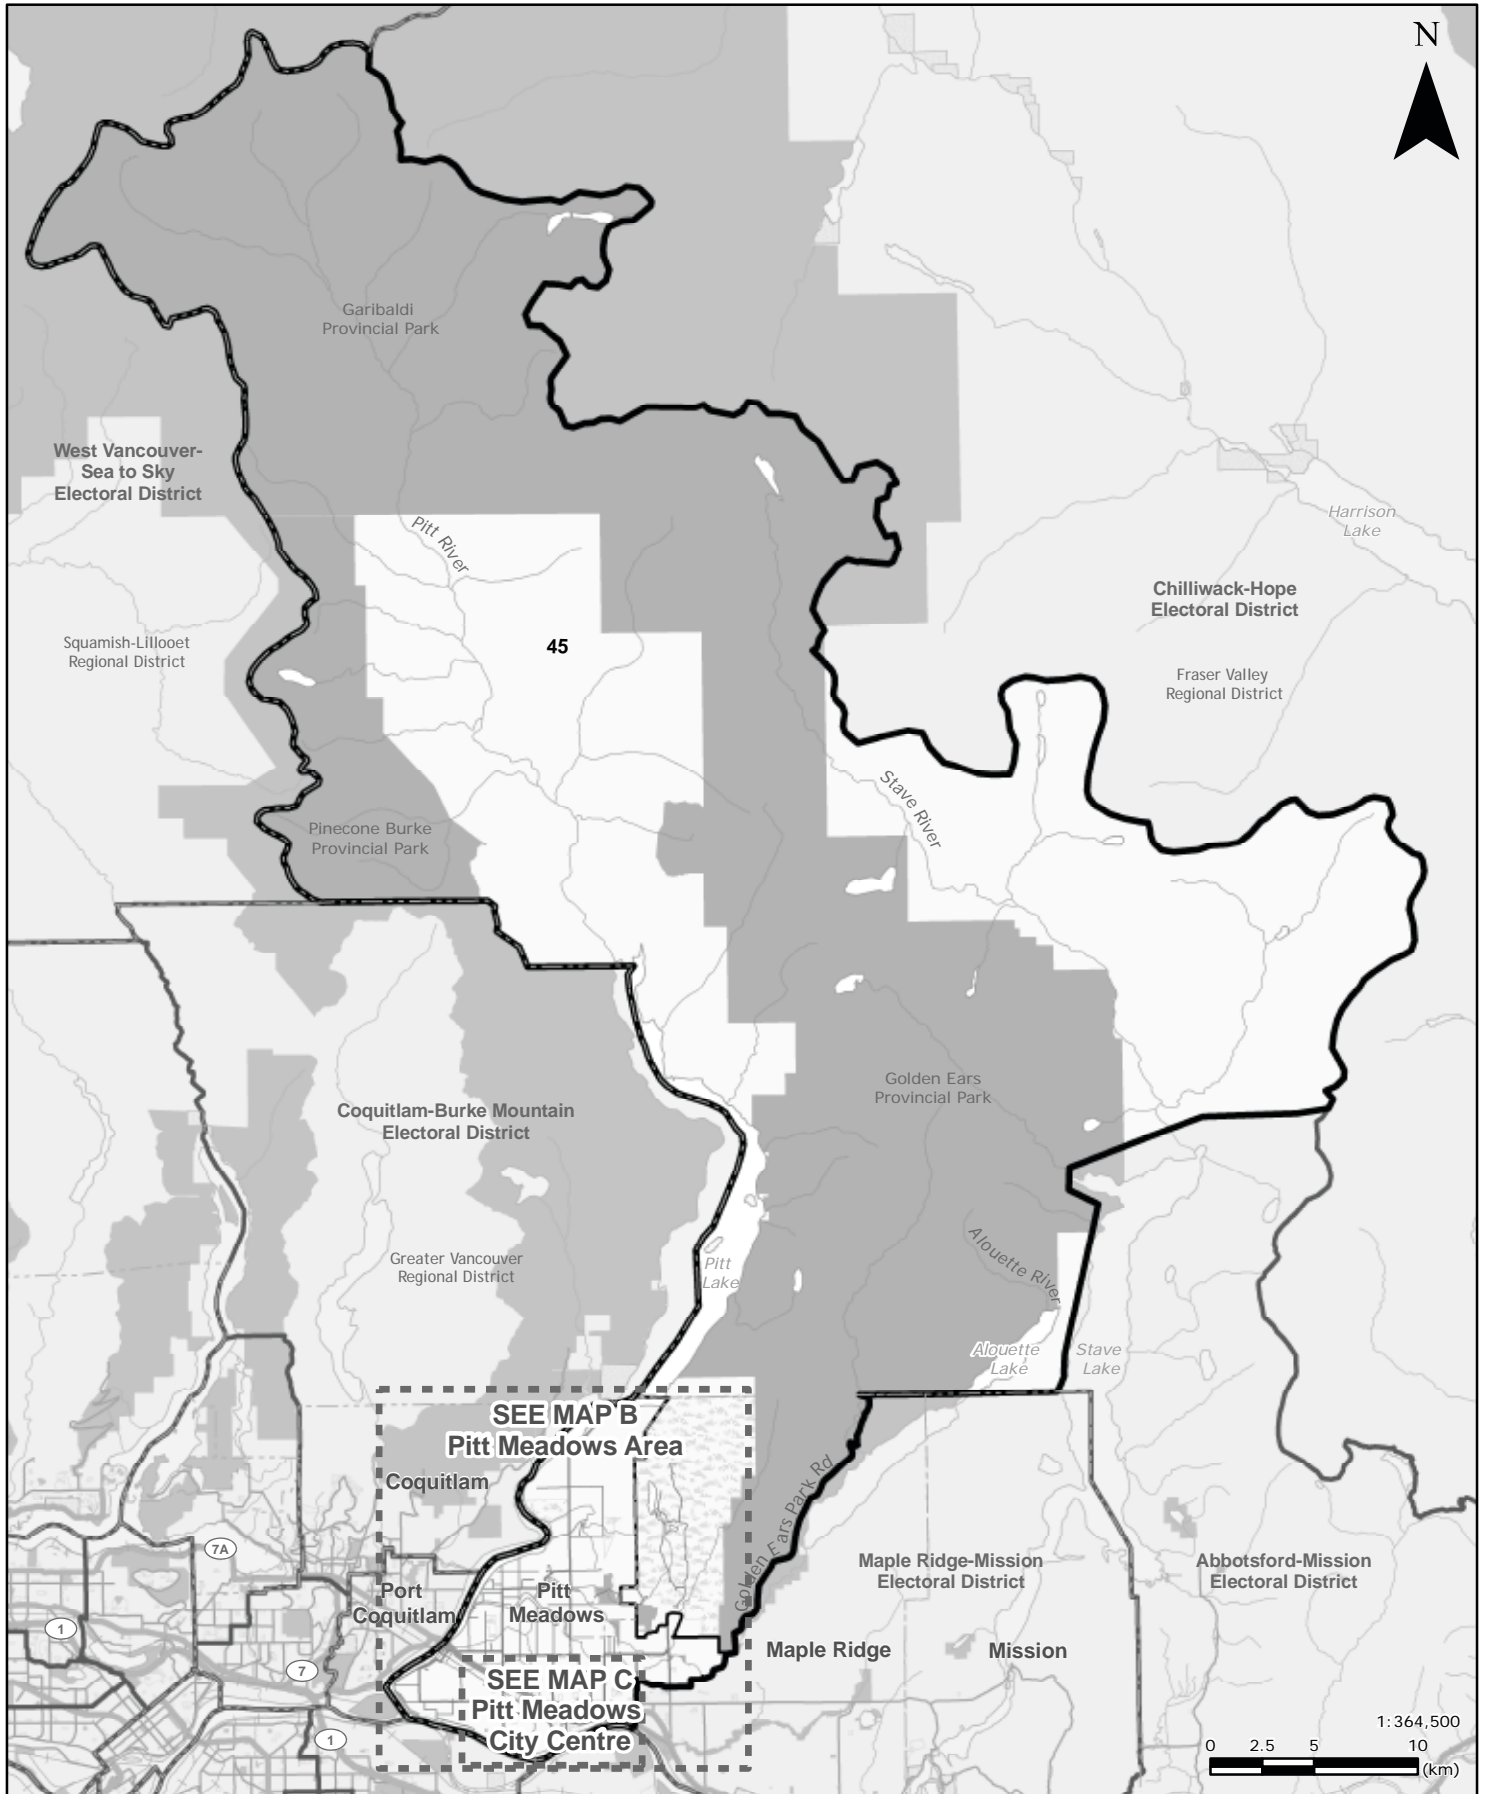 N
Garibaldi
Provincial Park
West Vancouver-
Sea to Sky
Electoral District
Pitt River
Harrison
Lake
Chilliwack-Hope
Electoral District
Squamish-Lillooet
Regional District
45
Fraser Valley
Regional District
Stave River
Pinecone Burke
Provincial Park
Golden Ears
Provincial Park
Coquitlam-Burke Mountain
Electoral District
Greater Vancouver
Regional District
Pitt
Lake
Alouette River
Alouette
Lake
Stave
Lake
SEE MAP B
Pitt Meadows Area
Coquitlam
Golden Ears Park Rd
7A
Maple Ridge-Mission
Electoral District
Abbotsford-Mission
Electoral District
Port
Coquitlam
Pitt
Meadows
1
Maple Ridge
Mission
7
SEE MAP C
Pitt Meadows
City Centre
1
1:364,500
0 2.5 5 10
(km)